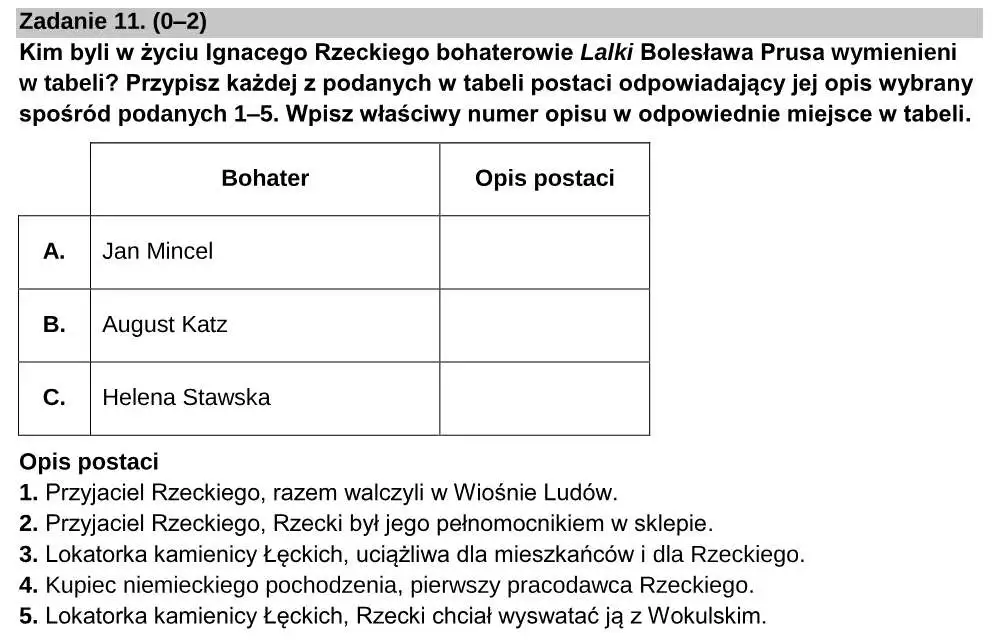 Zadanie 11. (0–2)
Kim byli w życiu Ignacego Rzeckiego bohaterowie Lalki Bolesława Prusa wymienieni
w tabeli? Przypisz każdej z podanych w tabeli postaci odpowiadający jej opis wybrany
spośród podanych 1–5. Wpisz właściwy numer opisu w odpowiednie miejsce w tabeli.
Bohater Opis postaci
A. Jan Mincel
B. August Katz
C. Helena Stawska
Opis postaci
1. Przyjaciel Rzeckiego, razem walczyli w Wiośnie Ludów.
2. Przyjaciel Rzeckiego, Rzecki był jego pełnomocnikiem w sklepie.
3. Lokatorka kamienicy Łęckich, uciążliwa dla mieszkańców i dla Rzeckiego.
4. Kupiec niemieckiego pochodzenia, pierwszy pracodawca Rzeckiego.
5. Lokatorka kamienicy Łęckich, Rzecki chciał wyswatać ją z Wokulskim.